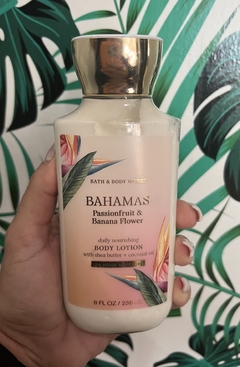 BATH & BODY WORKS
BAHAMAS
Passionfruit &
Banana Flower
daily nourishing
BODY LOTION
with shea butter + coconut oil
8 FL OZ / 236